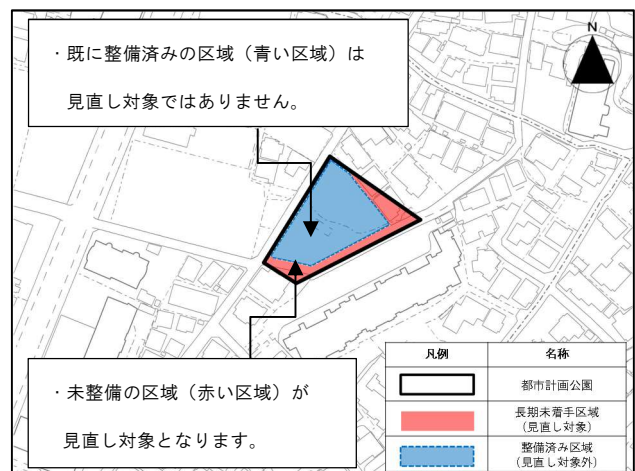 ・既に整備済みの区域（青い区域）は
見直し対象ではありません。
N
・未整備の区域（赤い区域）が
見直し対象となります。
凡例 名称
都市計画公園
長期未着手区域
（見直し対象）
整備済み区域
（見直し対象外）